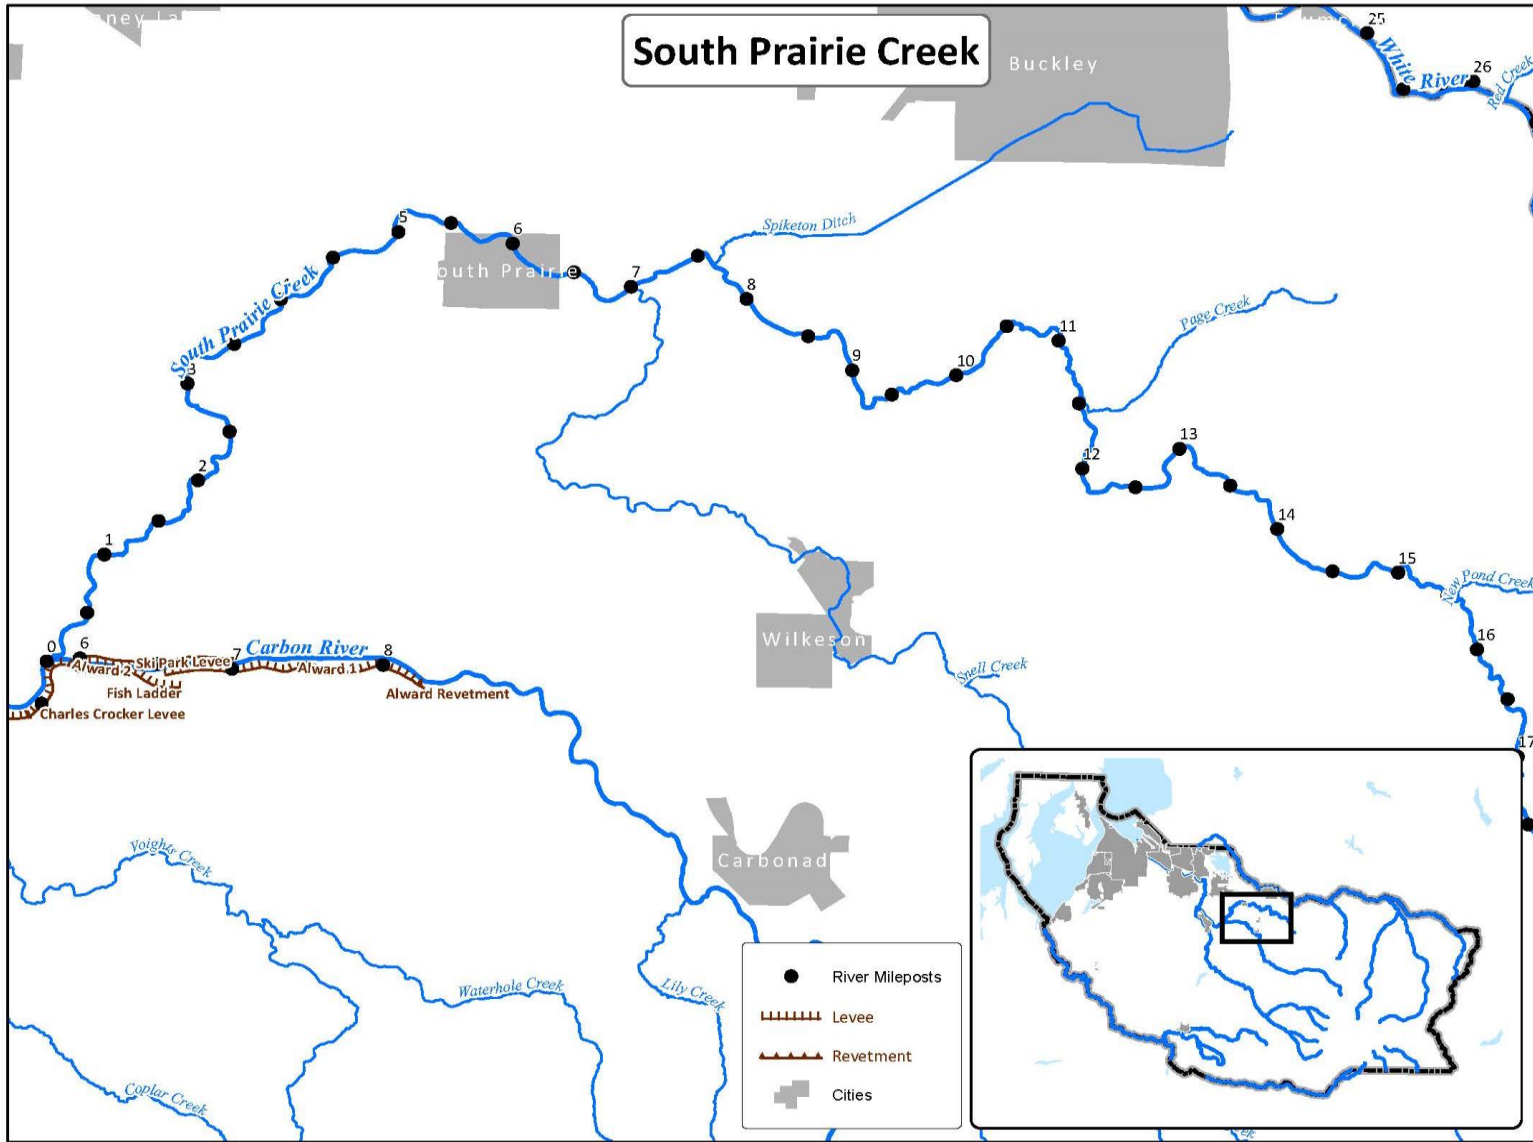 South Prairie Creek
Buckley
25
White River
26
Red Creek
5
6
Spiketon Ditch
outh Prairie
7
8
South Prairie Creek
3
Page Creek
11
9
10
12
13
2
14
1
15
New Pond Creek
16
Wilkeson
0
6
Carbon River
8
Alward 2
Ski Park Levee
7
Alward 1
Snell Creek
Fish Ladder
Alward Revetment
Charles Crocker Levee
17
Voights Creek
Carbonad
Waterhole Creek
Lily Creek
Coplar Creek
River Mileposts
Levee
Revetment
Cities